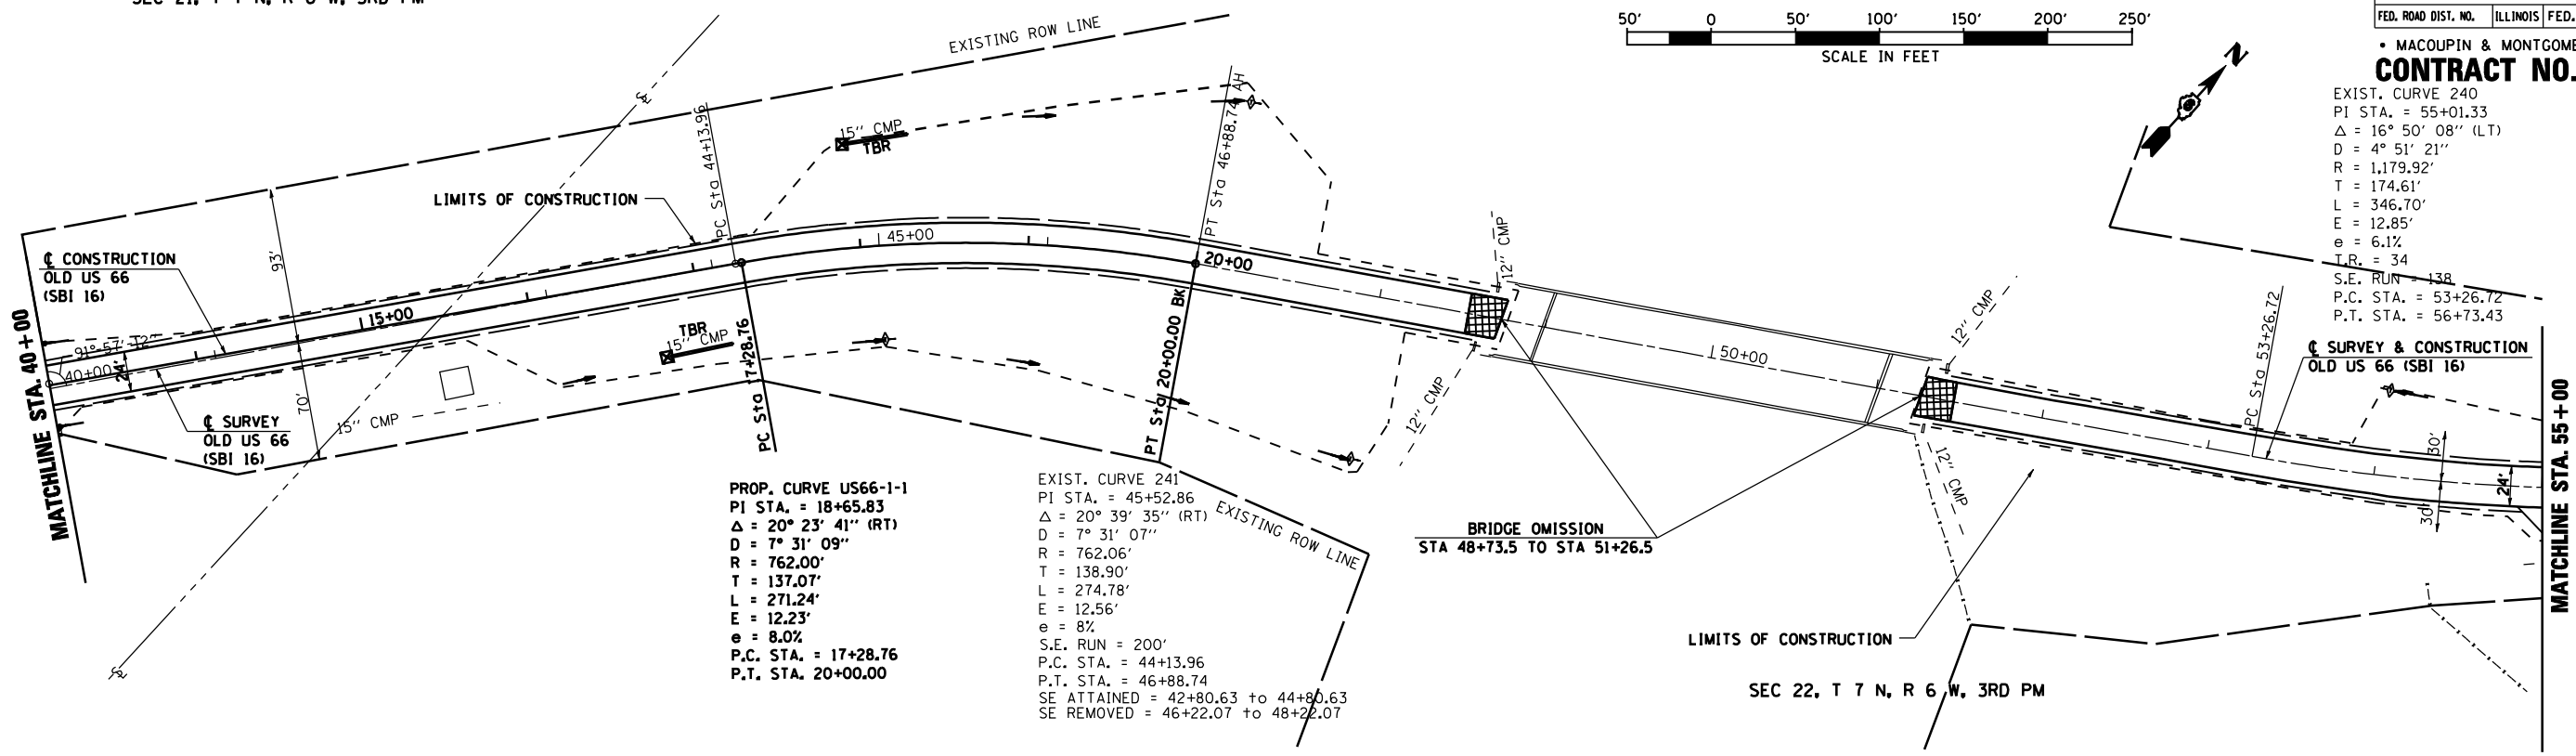 SEC 21, T 7 N, R 6 W, 3RD PM
50' 0 50' 100' 150' 200' 250'
SCALE IN FEET
FED. ROAD DIST. NO. ILLINOIS FED.
• MACOUPIN & MONTGOME
CONTRACT NO.
N
EXIST. CURVE 240
PI STA. = 55+01.33
Δ = 16° 50' 08'' (LT)
D = 4° 51' 21''
R = 1,179.92'
T = 174.61'
L = 346.70'
E = 12.85'
e = 6.1%
T.R. = 34
S.E. RUN = 138
P.C. STA. = 53+26.72
P.T. STA. = 56+73.43
EXISTING ROW LINE
15'' CMP
TBR
PC Sta 44+13.96
PT Sta 46+88.74 AH
LIMITS OF CONSTRUCTION
℄ CONSTRUCTION
OLD US 66
(SBI 16)
93'
45+00
20+00
12'' CMP
15+00
91°-57'-12''
40+00
24'
MATCHLINE STA. 40+00
70'
℄ SURVEY
OLD US 66
(SBI 16)
15'' CMP
TBR
15'' CMP
PC Sta 17+28.76
PT Sta 20+00.00 BK
12'' CMP
50+00
12'' CMP
12'' CMP
PC Sta 53+26.72
℄ SURVEY & CONSTRUCTION
OLD US 66 (SBI 16)
30'
30'
24'
MATCHLINE STA. 55+00
PROP. CURVE US66-1-1
PI STA. = 18+65.83
Δ = 20° 23' 41'' (RT)
D = 7° 31' 09''
R = 762.00'
T = 137.07'
L = 271.24'
E = 12.23'
e = 8.0%
P.C. STA. = 17+28.76
P.T. STA. 20+00.00
EXIST. CURVE 241
PI STA. = 45+52.86
Δ = 20° 39' 35'' (RT)
D = 7° 31' 07''
R = 762.06'
T = 138.90'
L = 274.78'
E = 12.56'
e = 8%
S.E. RUN = 200'
P.C. STA. = 44+13.96
P.T. STA. = 46+88.74
SE ATTAINED = 42+80.63 to 44+80.63
SE REMOVED = 46+22.07 to 48+22.07
EXISTING ROW LINE
BRIDGE OMISSION
STA 48+73.5 TO STA 51+26.5
LIMITS OF CONSTRUCTION
SEC 22, T 7 N, R 6 W, 3RD PM